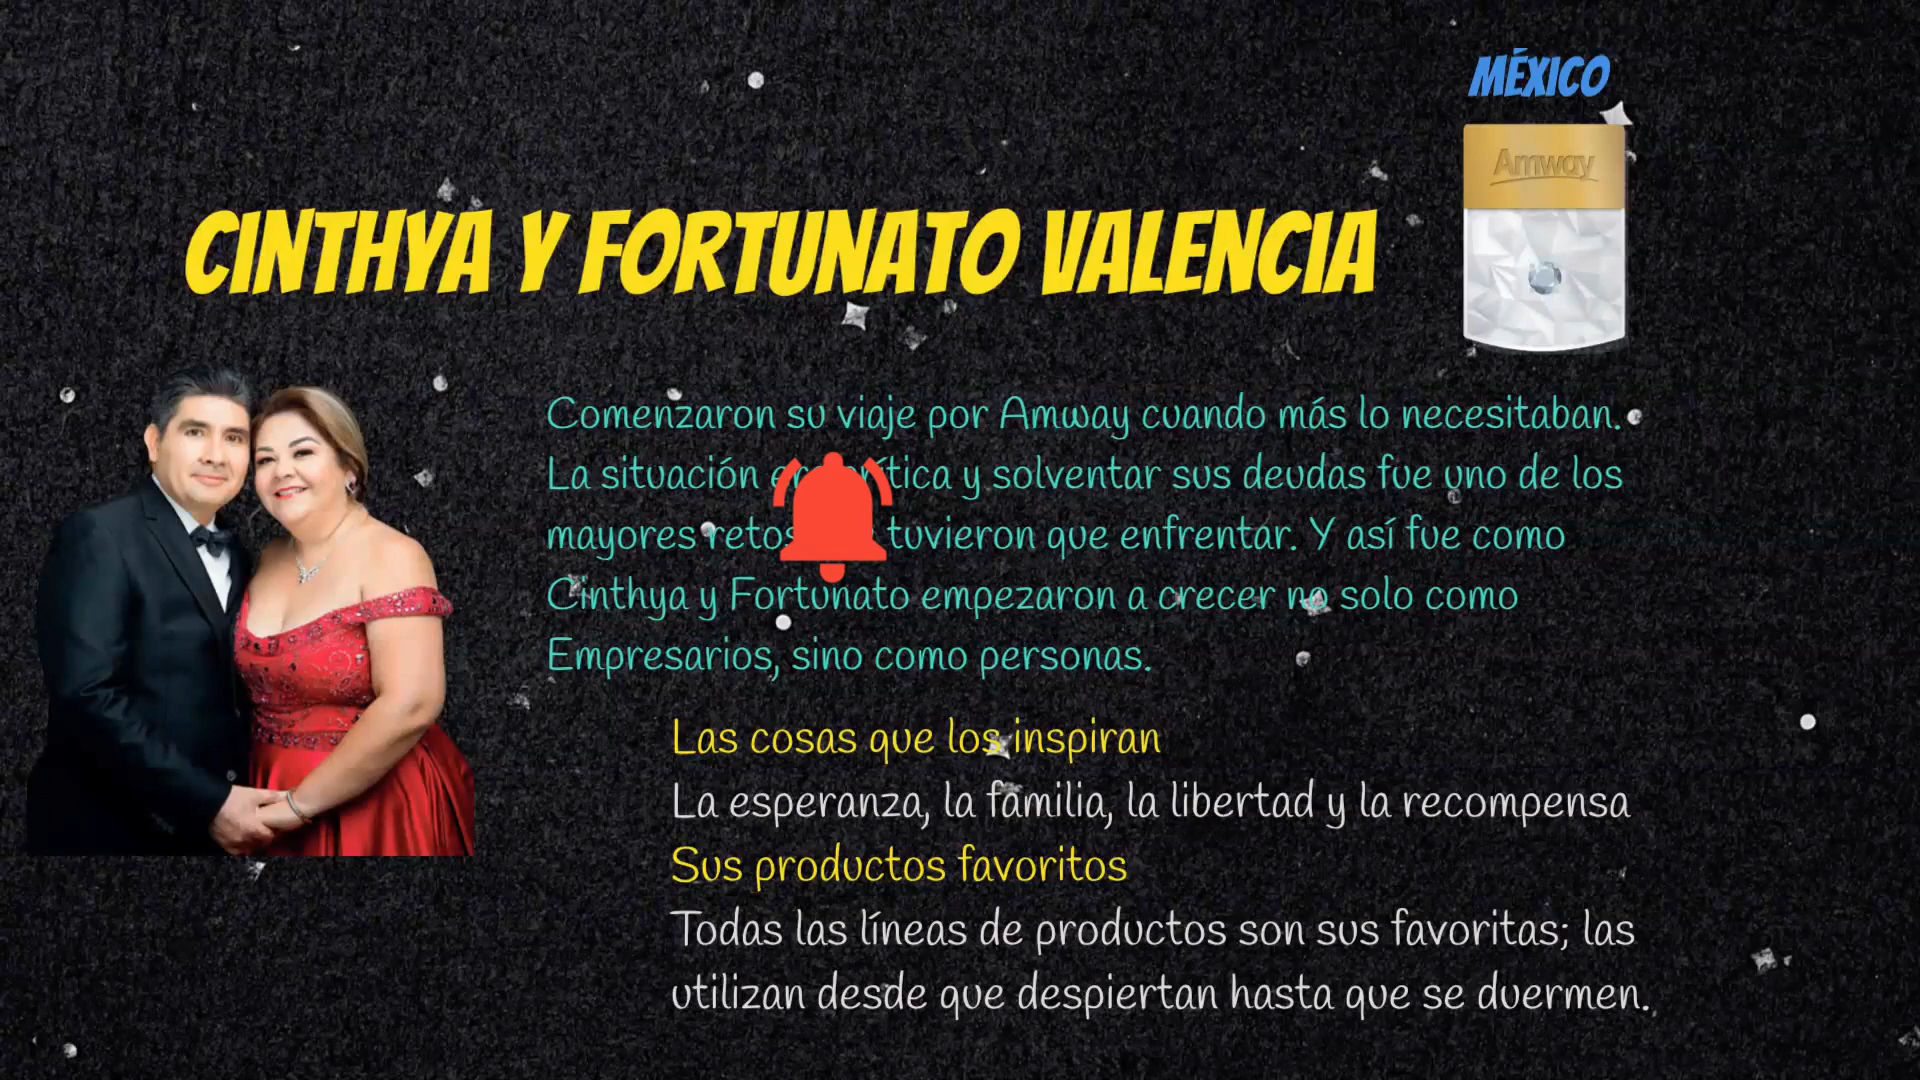 MÉXICO
Amway
CINTHYA Y FORTUNATO VALENCIA
Comenzaron su viaje por Amway cuando más lo necesitaban.
La situación y solventar sus deudas fue uno de los
mayores tuvieron que enfrentar. Y así fue como
Cinthya y Fortunato empezaron a crecer no solo como
Empresarios, sino como personas.
Las cosas que los inspiran
La esperanza, la familia, la libertad y la recompensa
Sus productos favoritos
Todas las líneas de productos son sus favoritas; las
utilizan desde que despiertan hasta que se duermen.